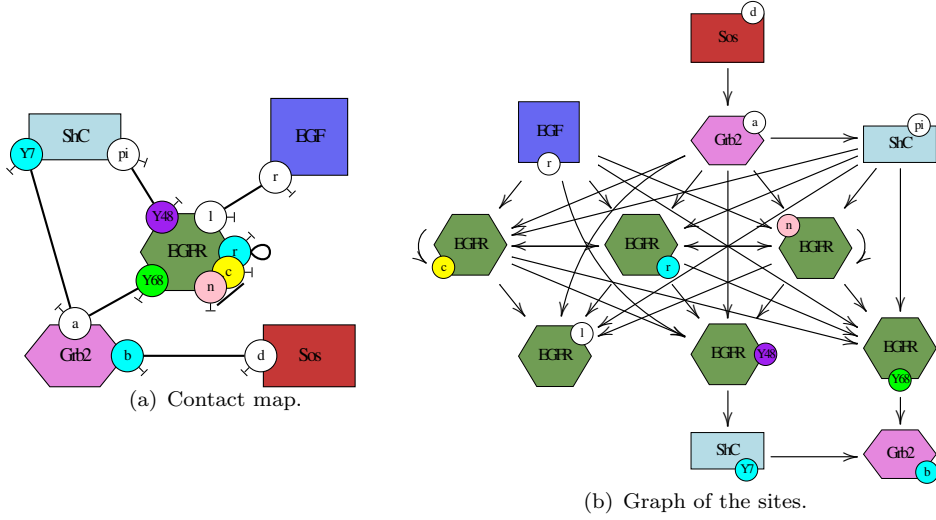 ShC
Y7
pi
EGF
r
Y48
l
EGFR
r
c
n
Y68
a
Grb2
b
d
Sos
(a) Contact map.
d
Sos
EGF
r
a
Grb2
pi
ShC
EGFR
c
EGFR
r
n
EGFR
EGFR
l
EGFR
Y48
EGFR
Y68
ShC
Y7
Grb2
b
(b) Graph of the sites.